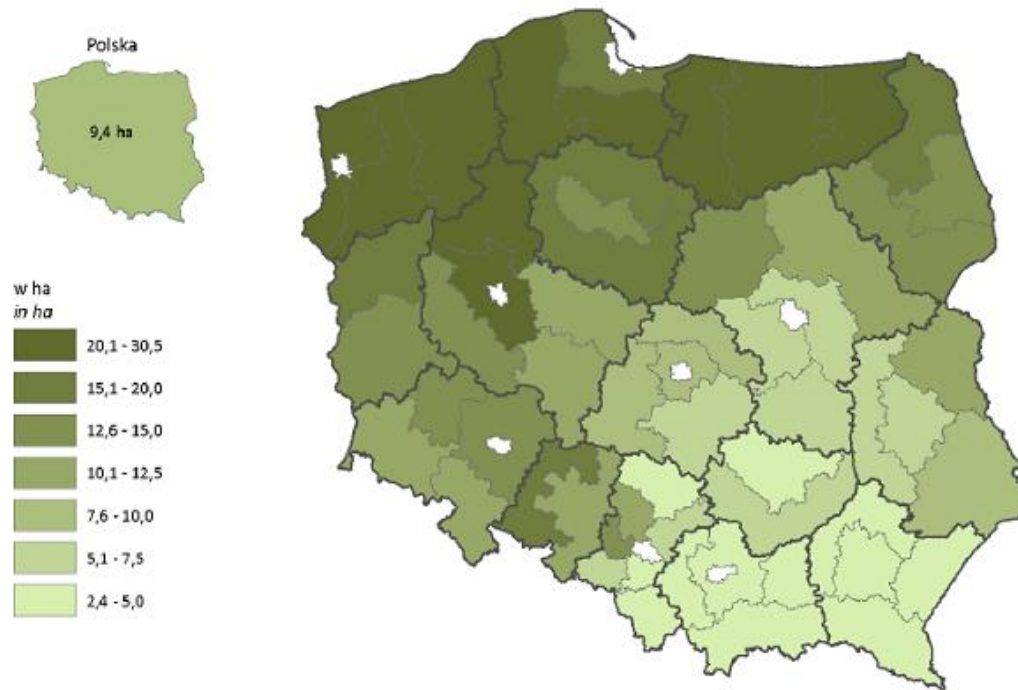 Polska
9,4 ha
w ha
in ha
20,1 - 30,5
15,1 - 20,0
12,6 - 15,0
10,1 - 12,5
7,6 - 10,0
5,1 - 7,5
2,4 - 5,0